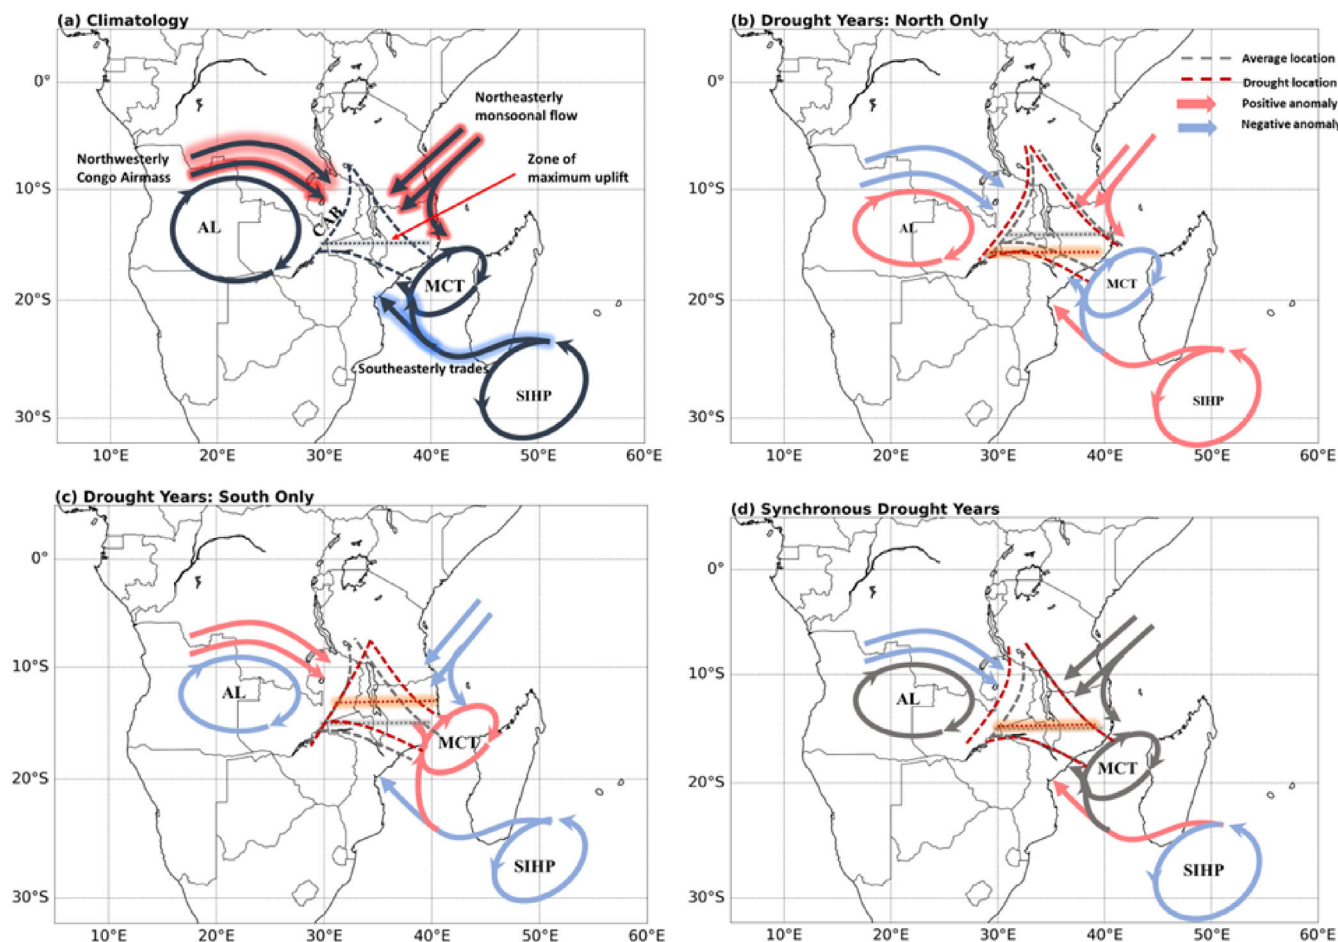 (a) Climatology
0°
10°S
20°S
30°S
10°E
20°E
30°E
40°E
50°E
60°E
Northeasterly
monsoonal flow
Northwesterly
Congo Airmass
Zone of
maximum uplift
AL
CAB
MCT
Southeasterly trades
SIHP
(b) Drought Years: North Only
0°
10°S
20°S
30°S
10°E
20°E
30°E
40°E
50°E
60°E
Average location
Drought location
Positive anomaly
Negative anomaly
AL
MCT
SIHP
(c) Drought Years: South Only
0°
10°S
20°S
30°S
10°E
20°E
30°E
40°E
50°E
60°E
AL
MCT
SIHP
(d) Synchronous Drought Years
0°
10°S
20°S
30°S
10°E
20°E
30°E
40°E
50°E
60°E
AL
MCT
SIHP